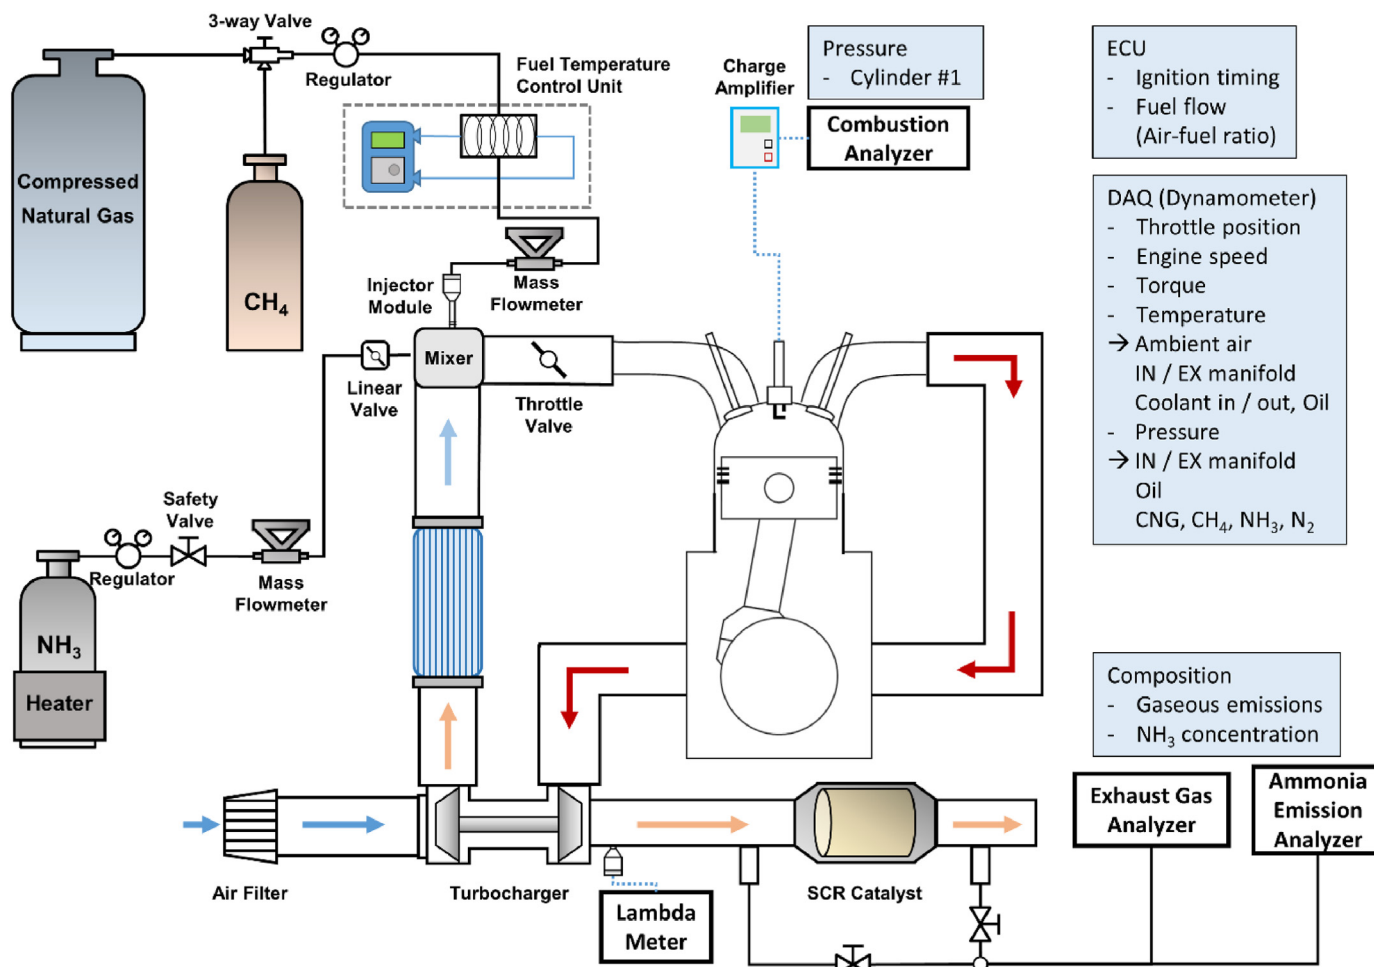 3-way Valve
Regulator
Fuel Temperature
Control Unit
Compressed
Natural Gas
CH₄
Charge
Amplifier
Pressure
- Cylinder #1
Combustion
Analyzer
ECU
- Ignition timing
- Fuel flow
(Air-fuel ratio)
DAQ (Dynamometer)
- Throttle position
- Engine speed
- Torque
- Temperature
→ Ambient air
IN / EX manifold
Coolant in / out, Oil
- Pressure
→ IN / EX manifold
Oil
CNG, CH₄, NH₃, N₂
Injector
Module
Mass
Flowmeter
Mixer
Linear
Valve
Throttle
Valve
Safety
Valve
Regulator
Mass
Flowmeter
NH₃
Heater
Composition
- Gaseous emissions
- NH₃ concentration
Exhaust Gas
Analyzer
Ammonia
Emission
Analyzer
Air Filter
Turbocharger
Lambda
Meter
SCR Catalyst